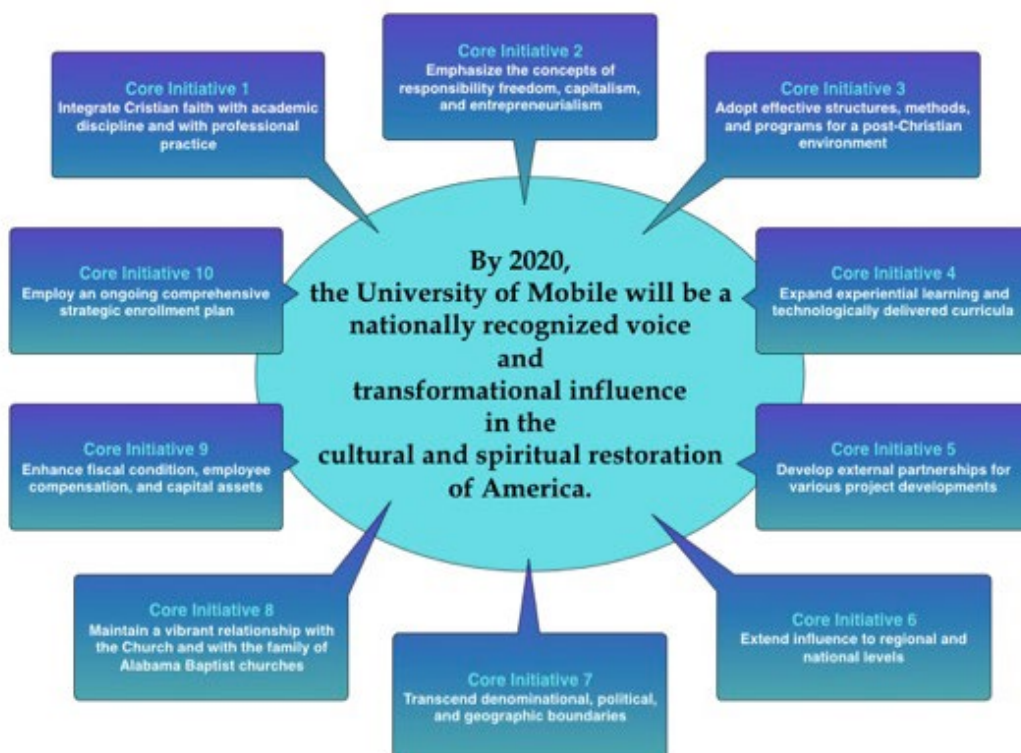 Core Initiative 1
Integrate Cristian faith with academic
discipline and with professional
practice
Core Initiative 2
Emphasize the concepts of
responsibility freedom, capitalism,
and entrepreneurialism
Core Initiative 3
Adopt effective structures, methods,
and programs for a post-Christian
environment
Core Initiative 4
Expand experiential learning and
technologically delivered curricula
Core Initiative 5
Develop external partnerships for
various project developments
Core Initiative 6
Extend influence to regional and
national levels
Core Initiative 7
Transcend denominational, political,
and geographic boundaries
Core Initiative 8
Maintain a vibrant relationship with
the Church and with the family of
Alabama Baptist churches
Core Initiative 9
Enhance fiscal condition, employee
compensation, and capital assets
Core Initiative 10
Employ an ongoing comprehensive
strategic enrollment plan
By 2020,
the University of Mobile will be a
nationally recognized voice
and
transformational influence
in the
cultural and spiritual restoration
of America.